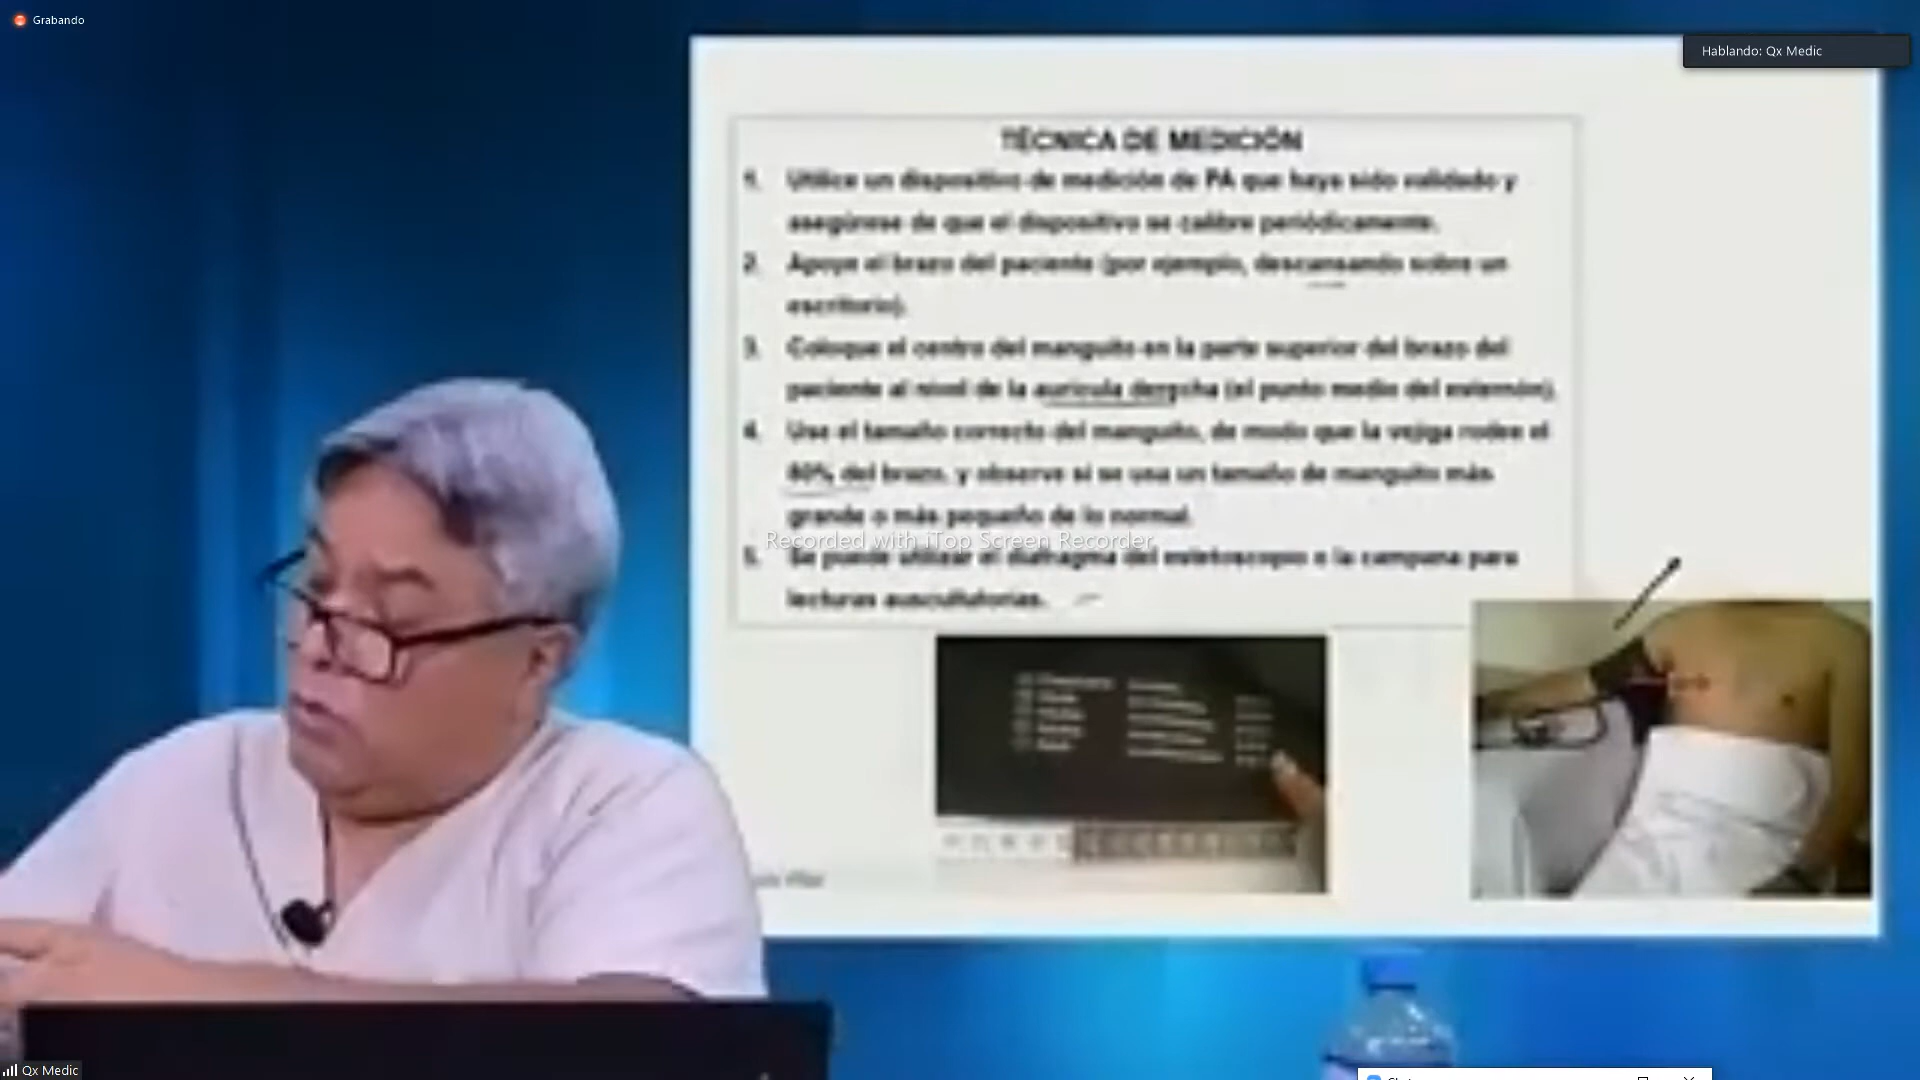 Grabando
Hablando: Qx Medic
TÉCNICA DE MEDICIÓN
1. Utilice un dispositivo de medición de PA que haya sido validado y
asegúrese de que el dispositivo se calibre periódicamente.
2. Apoye el brazo del paciente (por ejemplo, descansando sobre un
escritorio).
3. Coloque el centro del manguito en la parte superior del brazo del
paciente al nivel de la aurícula derecha (el punto medio del esternón).
4. Use el tamaño correcto del manguito, de modo que la vejiga rodee el
80% del brazo, y observe si se usa un tamaño de manguito más
grande o más pequeño de lo normal.
Recorded with iTop Screen Recorder
5. Se puede utilizar el diafragma del estetoscopio o la campana para
lecturas auscultatorias.
Qx Medic